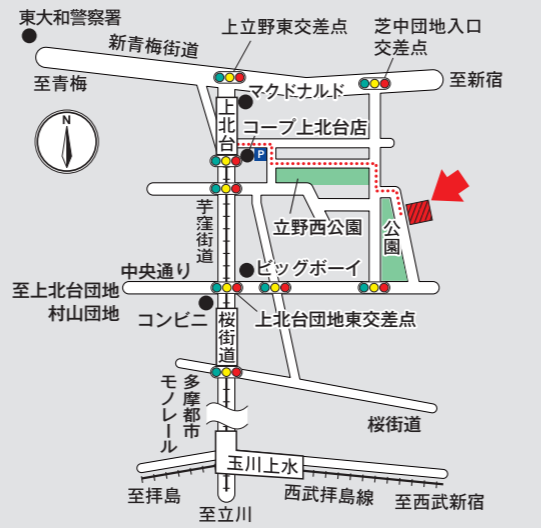 東大和警察署
新青梅街道
至青梅
上立野東交差点
芝中団地入口
交差点
至新宿
マクドナルド
N
上北台
コープ上北台店
P
芋窪街道
立野西公園
公園
中央通り
ビッグボーイ
至上北台団地
村山団地
コンビニ
上北台団地東交差点
桜街道
桜街道
多摩都市
モノレール
玉川上水
至拝島
西武拝島線
至西武新宿
至立川